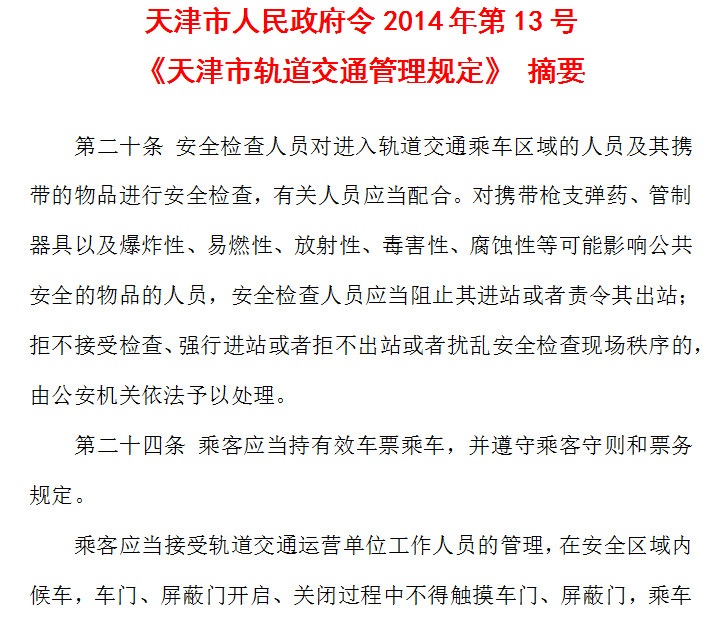 天津市人民政府令 2014 年第 13 号
《天津市轨道交通管理规定》 摘要
第二十条 安全检查人员对进入轨道交通乘车区域的人员及其携
带的物品进行安全检查，有关人员应当配合。对携带枪支弹药、管制
器具以及爆炸性、易燃性、放射性、毒害性、腐蚀性等可能影响公共
安全的物品的人员，安全检查人员应当阻止其进站或者责令其出站；
拒不接受检查、强行进站或者拒不出站或者扰乱安全检查现场秩序的，
由公安机关依法予以处理。
第二十四条 乘客应当持有效车票乘车，并遵守乘客守则和票务
规定。
乘客应当接受轨道交通运营单位工作人员的管理，在安全区域内
候车，车门、屏蔽门开启、关闭过程中不得触摸车门、屏蔽门，乘车